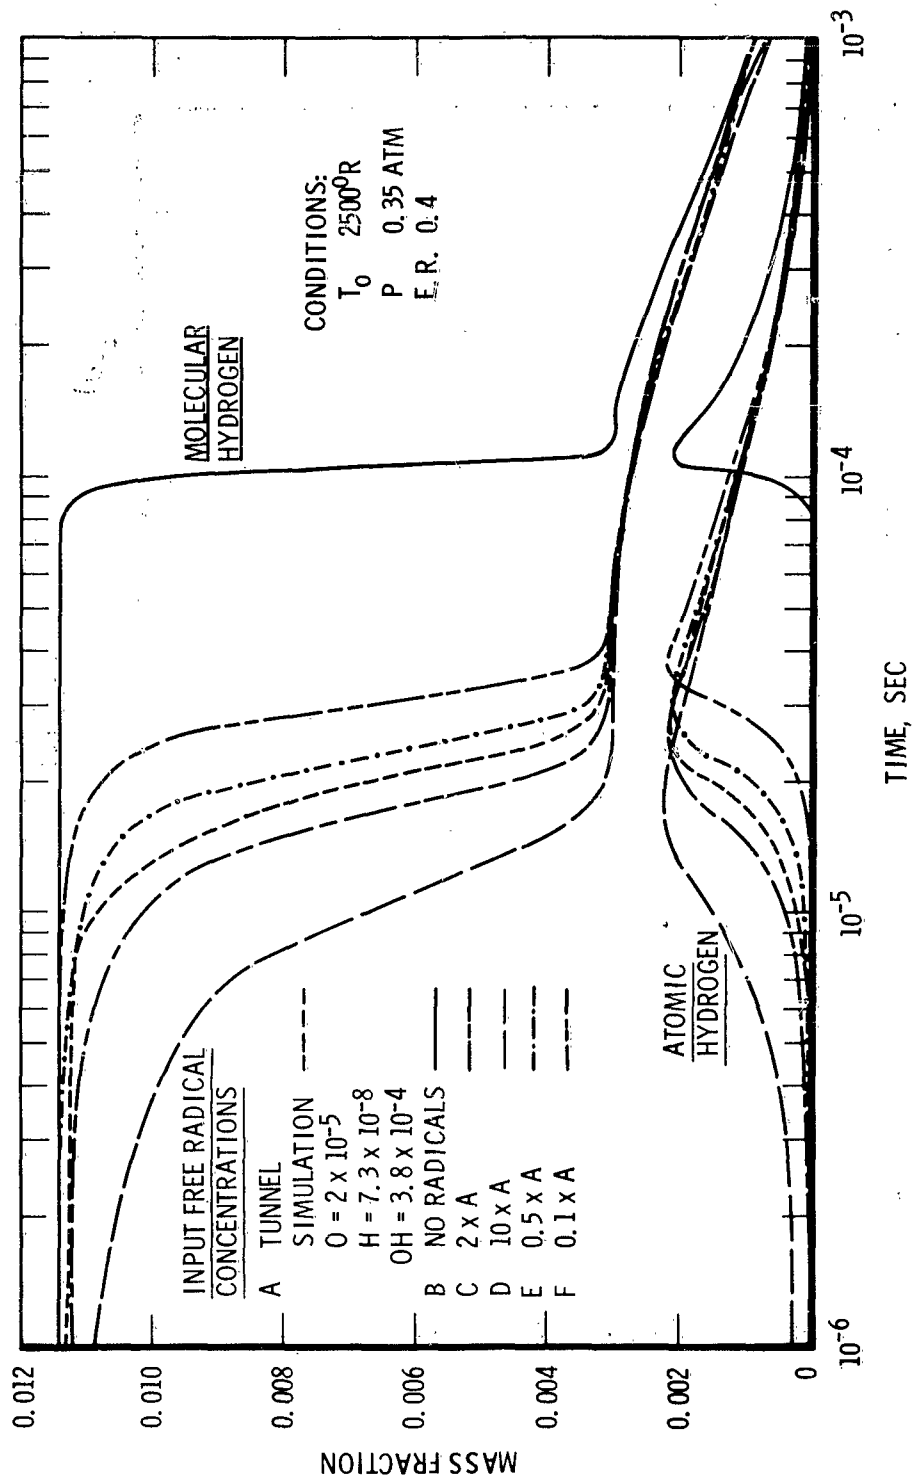 0.012
0.010
0.008
0.006
0.004
0.002
0
MASS FRACTION
10-6
10-5
10-4
10-3
TIME, SEC
INPUT FREE RADICAL
CONCENTRATIONS
A TUNNEL
SIMULATION
O = 2 x 10-5
H = 7.3 x 10-8
OH = 3.8 x 10-4
B NO RADICALS
C 2 x A
D 10 x A
E 0.5 x A
F 0.1 x A
MOLECULAR
HYDROGEN
CONDITIONS:
To 2500°R
P 0.35 ATM
E.R. 0.4
ATOMIC
HYDROGEN